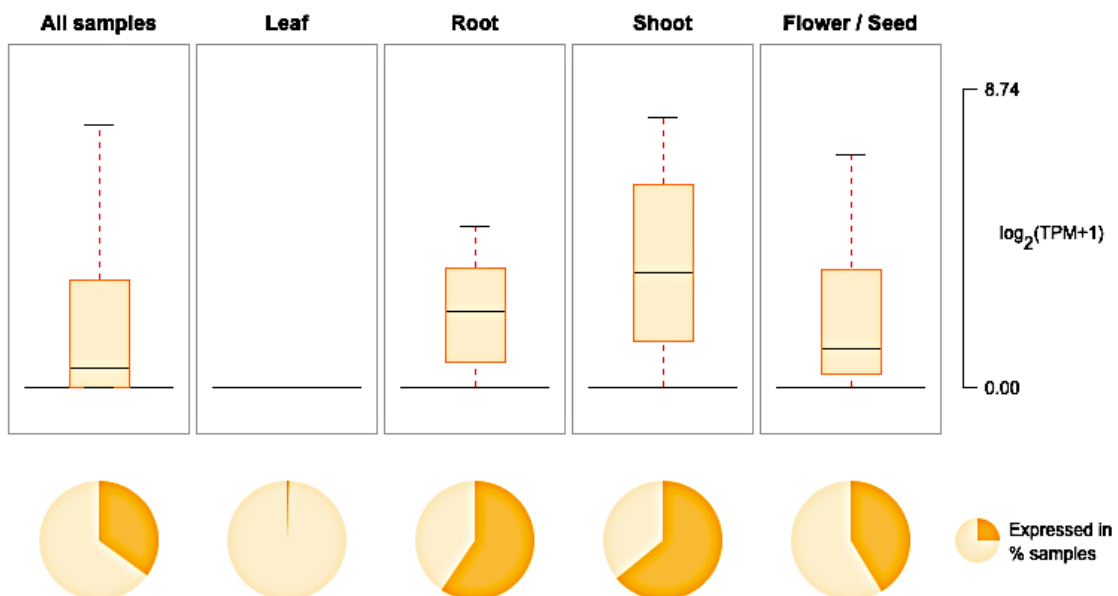 All samples Leaf Root Shoot Flower / Seed
8.74
log2(TPM+1)
0.00
Expressed in
% samples